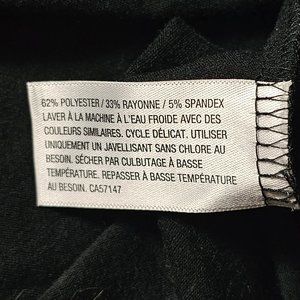 62% POLYESTER / 33% RAYONNE / 5% SPANDEX
LAVER À LA MACHINE À L'EAU FROIDE AVEC DES
COULEURS SIMILAIRES. CYCLE DÉLICAT. UTILISER
UNIQUEMENT UN JAVELLISANT SANS CHLORE AU
BESOIN. SÉCHER PAR CULBUTAGE À BASSE
TEMPÉRATURE. REPASSER À BASSE TEMPÉRATURE
AU BESOIN. CA57147